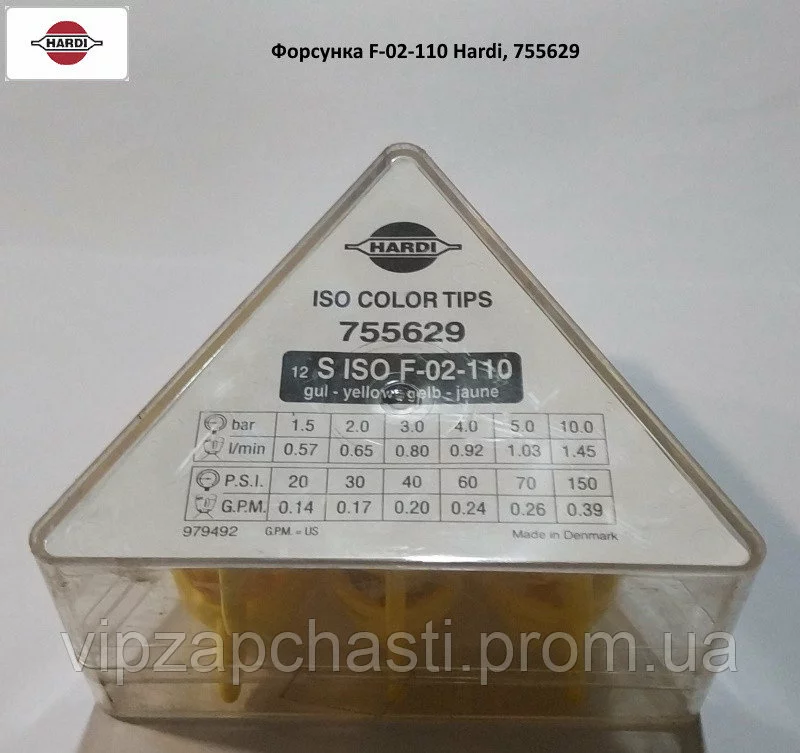 HARDI
Форсунка F-02-110 Hardi, 755629
HARDI
ISO COLOR TIPS
755629
12 S ISO F-02-110
gul - yellow - gelb - jaune
bar 1.5 2.0 3.0 4.0 5.0 10.0
l/min 0.57 0.65 0.80 0.92 1.03 1.45
P.S.I. 20 30 40 60 70 150
G.P.M. 0.14 0.17 0.20 0.24 0.26 0.39
979492 G.P.M. = US Made in Denmark
vipzapchasti.prom.ua